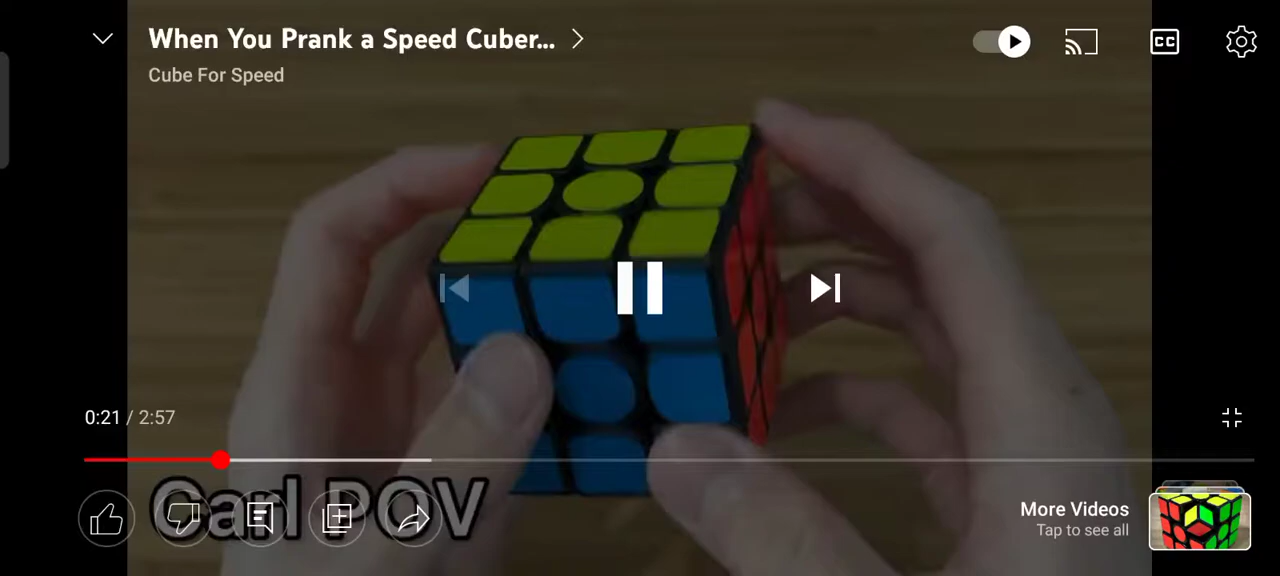 When You Prank a Speed Cuber...
Cube For Speed
CC
0:21 / 2:57
Carl POV
More Videos
Tap to see all